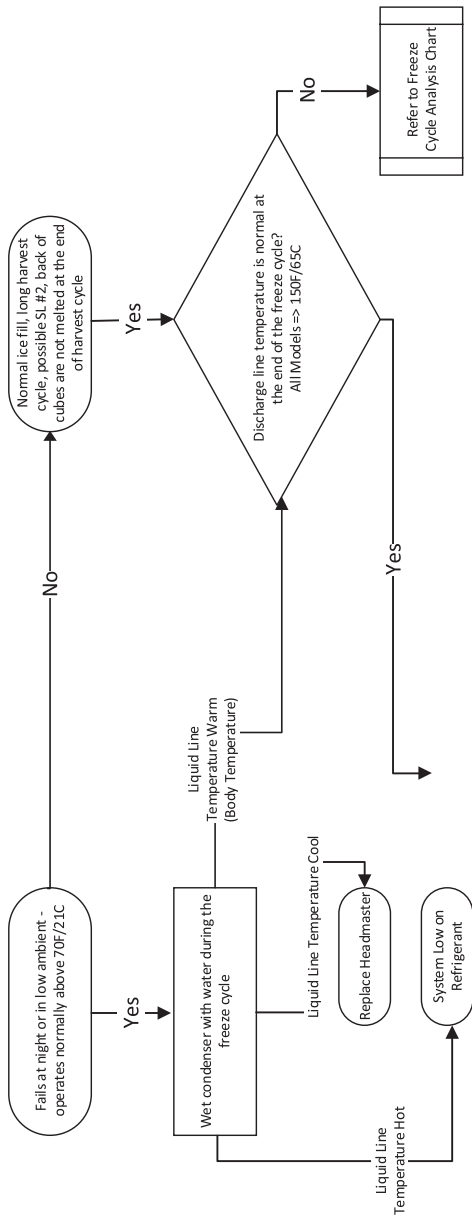 Fails at night or in low ambient -
operates normally above 70F/21C
No
Normal ice fill, long harvest
cycle, possible SL #2, back of
cubes are not melted at the end
of harvest cycle
Yes
Yes
Wet condenser with water during the
freeze cycle
Liquid Line
Temperature Warm
(Body Temperature)
Discharge line temperature is normal at
the end of the freeze cycle?
All Models => 150F/65C
No
Refer to Freeze
Cycle Analysis Chart
Liquid Line Temperature Cool
Replace Headmaster
Yes
Liquid Line
Temperature Hot
System Low on
Refrigerant